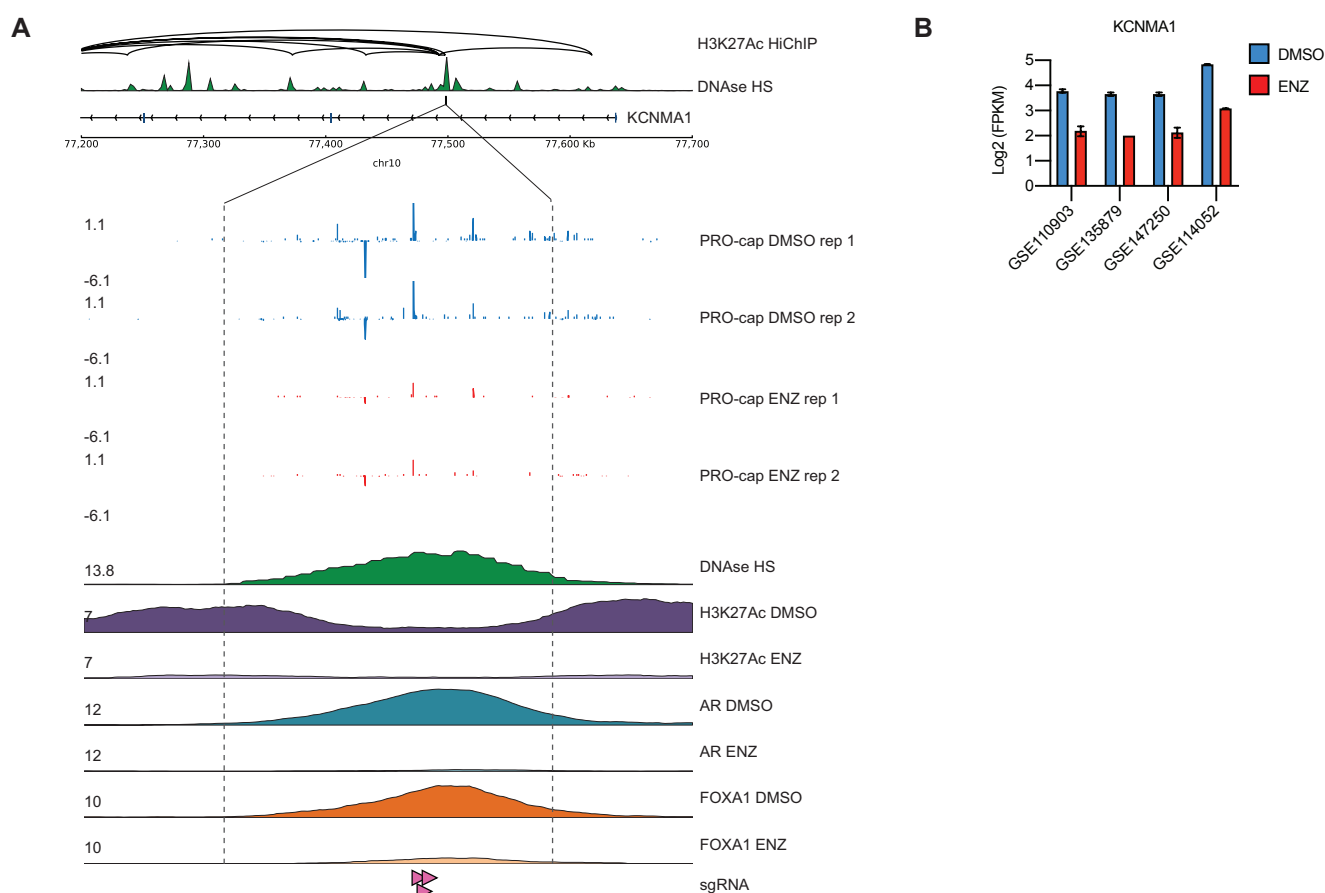 A
H3K27Ac HiChIP
DNAse HS
KCNMA1
77,200 77,300 77,400 77,500 77,600 Kb 77,700
chr10
1.1
PRO-cap DMSO rep 1
-6.1
1.1
PRO-cap DMSO rep 2
-6.1
1.1
PRO-cap ENZ rep 1
-6.1
1.1
PRO-cap ENZ rep 2
-6.1
13.8 DNAse HS
7 H3K27Ac DMSO
7 H3K27Ac ENZ
12 AR DMSO
12 AR ENZ
10 FOXA1 DMSO
10 FOXA1 ENZ
sgRNA
B
KCNMA1
DMSO
ENZ
Log2 (FPKM)
5
4
3
2
1
0
GSE110903
GSE135879
GSE147250
GSE114052